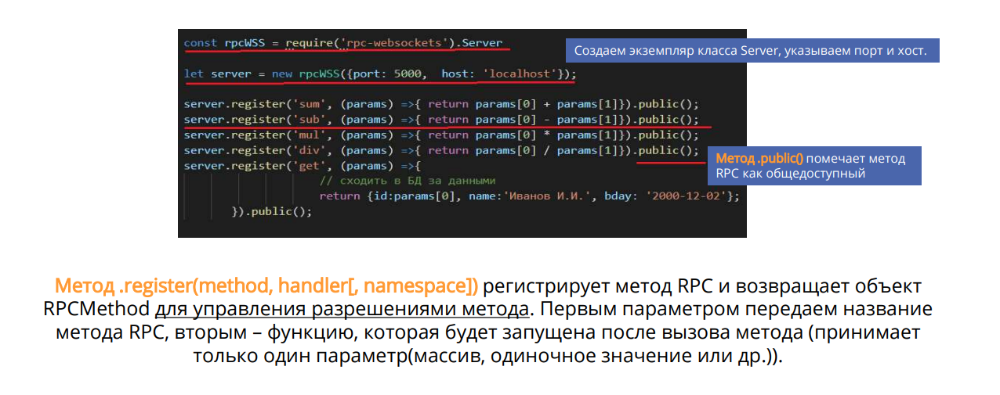 const rpcWSS = require('rpc-websockets').Server
Создаем экземпляр класса Server, указываем порт и хост.
let server = new rpcWSS({port: 5000, host: 'localhost'});
server.register('sum', (params) =>{ return params[0] + params[1]}).public();
server.register('sub', (params) =>{ return params[0] - params[1]}).public();
server.register('mul', (params) =>{ return params[0] * params[1]}).public();
server.register('div', (params) =>{ return params[0] / params[1]}).public();
server.register('get', (params) =>{
// сходить в БД за данными
return {id:params[0], name:'Иванов И.И.', bday: '2000-12-02'};
}).public();
Метод .public() помечает метод
RPC как общедоступный
Метод .register(method, handler[, namespace]) регистрирует метод RPC и возвращает объект
RPCMethod для управления разрешениями метода. Первым параметром передаем название
метода RPC, вторым – функцию, которая будет запущена после вызова метода (принимает
только один параметр(массив, одиночное значение или др.)).